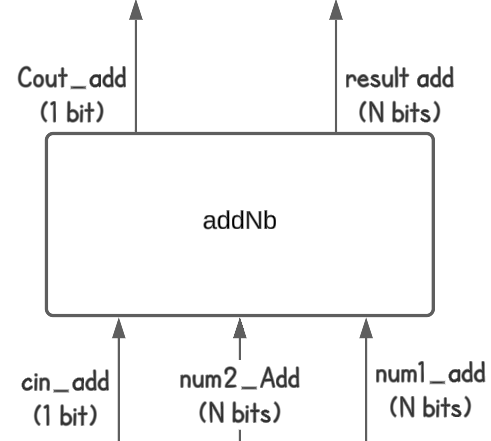 Cout_add
(1 bit)
result add
(N bits)
addNb
cin_add
(1 bit)
num2_Add
(N bits)
num1_add
(N bits)